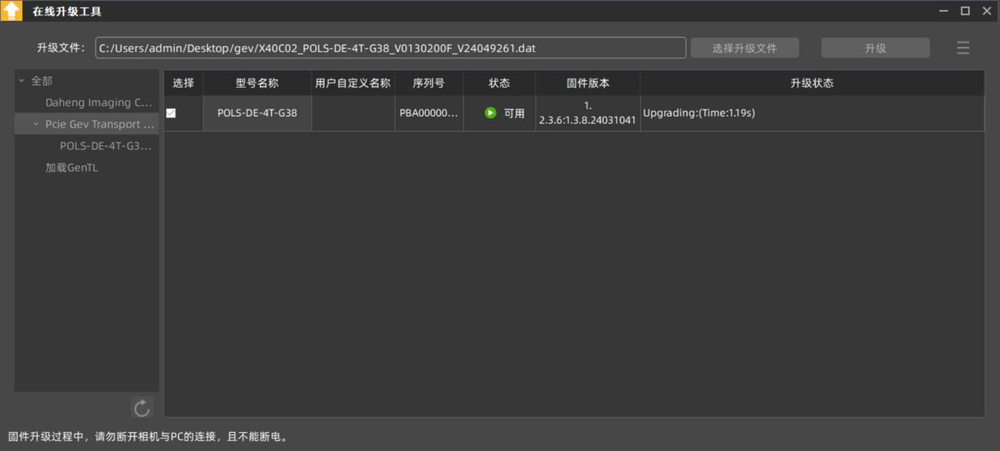 在线升级工具
升级文件: C:/Users/admin/Desktop/gev/X40C02_POLS-DE-4T-G38_V0130200F_V24049261.dat 选择升级文件 升级
全部
Daheng Imaging C...
Pcie Gev Transport ...
POLS-DE-4T-G3...
加载GenTL
选择 型号名称 用户自定义名称 序列号 状态 固件版本 升级状态
POLS-DE-4T-G38 PBA00000... 可用 1.
2.3.6:1.3.8.24031041 Upgrading:(Time:1.19s)
固件升级过程中，请勿断开相机与PC的连接，且不能断电。